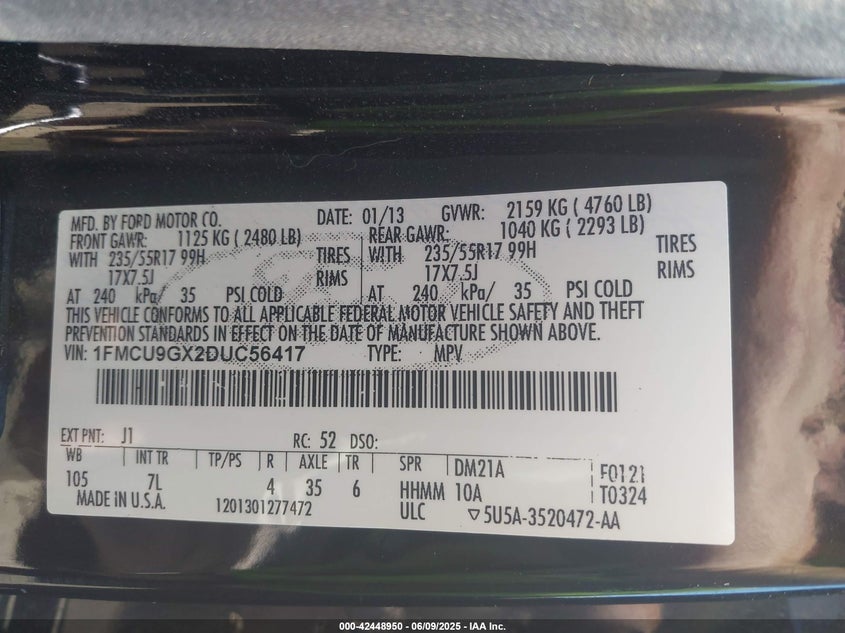 MFD. BY FORD MOTOR CO. DATE: 01/13 GVWR: 2159 KG ( 4760 LB)
FRONT GAWR: 1125 KG ( 2480 LB) REAR GAWR: 1040 KG ( 2293 LB)
WITH 235/55R17 99H TIRES WITH 235/55R17 99H TIRES
17X7.5J RIMS 17X7.5J RIMS
AT 240 kPa/ 35 PSI COLD AT 240 kPa/ 35 PSI COLD
THIS VEHICLE CONFORMS TO ALL APPLICABLE FEDERAL MOTOR VEHICLE SAFETY AND THEFT
PREVENTION STANDARDS IN EFFECT ON THE DATE OF MANUFACTURE SHOWN ABOVE.
VIN: 1FMCU9GX2DUC56417 TYPE: MPV
EXT PNT: J1 RC: 52 DSO:
WB INT TR TP/PS R AXLE TR SPR DM21A F0121
105 7L 4 35 6 HHMM 10A T0324
MADE IN U.S.A. 1201301277472 ULC ▽5U5A-3520472-AA
000-42448950 - 06/09/2025 - IAA Inc.